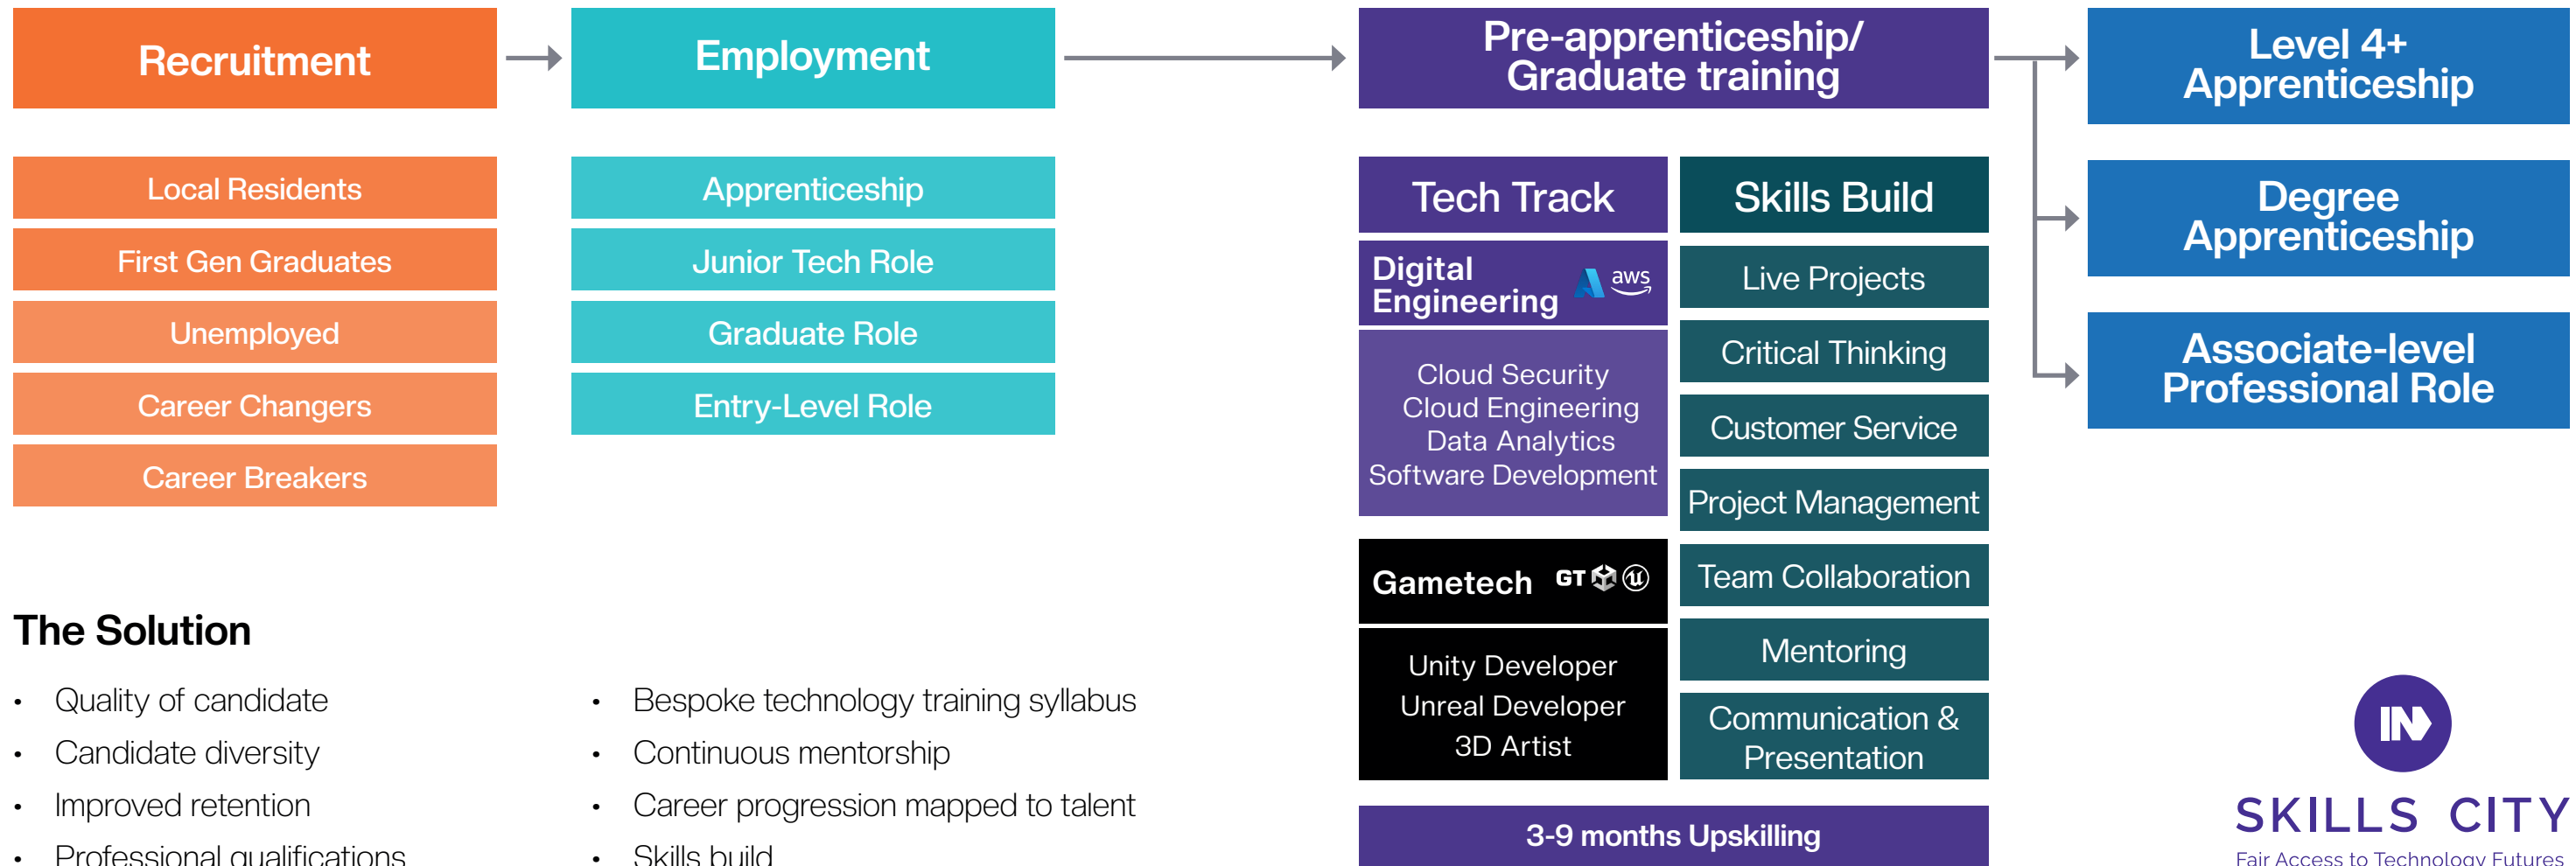 Recruitment
Employment
Pre-apprenticeship/
Graduate training
Level 4+
Apprenticeship
Degree
Apprenticeship
Associate-level
Professional Role
Local Residents
First Gen Graduates
Unemployed
Career Changers
Career Breakers
Apprenticeship
Junior Tech Role
Graduate Role
Entry-Level Role
Tech Track
Digital
Engineering
aws
Cloud Security
Cloud Engineering
Data Analytics
Software Development
Gametech
GT
Unity Developer
Unreal Developer
3D Artist
Skills Build
Live Projects
Critical Thinking
Customer Service
Project Management
Team Collaboration
Mentoring
Communication &
Presentation
3-9 months Upskilling
The Solution
• Quality of candidate
• Candidate diversity
• Improved retention
• Professional qualifications
• Bespoke technology training syllabus
• Continuous mentorship
• Career progression mapped to talent
• Skills build
IN
SKILLS CITY
Fair Access to Technology Futures